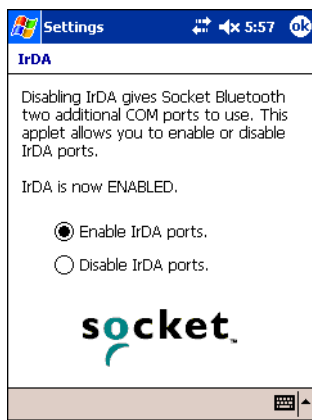 Settings 5:57 ok
IrDA
Disabling IrDA gives Socket Bluetooth
two additional COM ports to use. This
applet allows you to enable or disable
IrDA ports.
IrDA is now ENABLED.
Enable IrDA ports.
Disable IrDA ports.
socket™